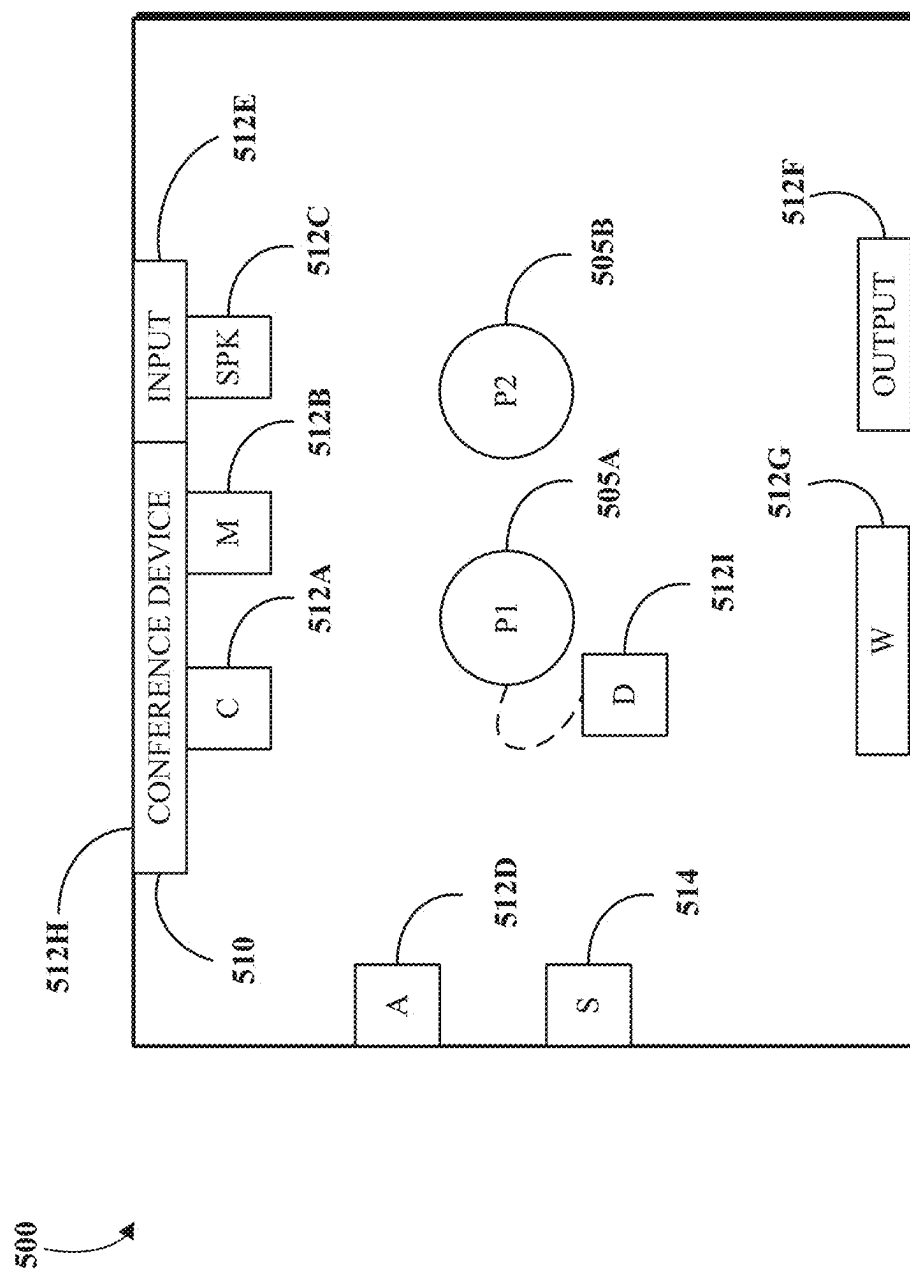 500
512H
CONFERENCE DEVICE
INPUT
510
C
M
SPK
512E
512A
512B
512C
A
512D
P1
P2
S
505A
505B
D
514
512I
512G
512F
W
OUTPUT